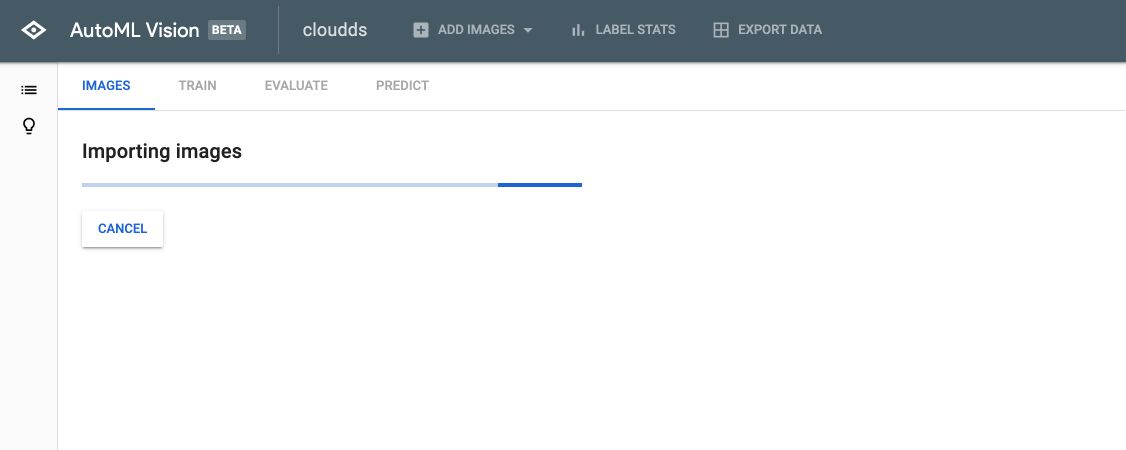 AutoML Vision BETA cloudds ADD IMAGES LABEL STATS EXPORT DATA
IMAGES TRAIN EVALUATE PREDICT
Importing images
CANCEL